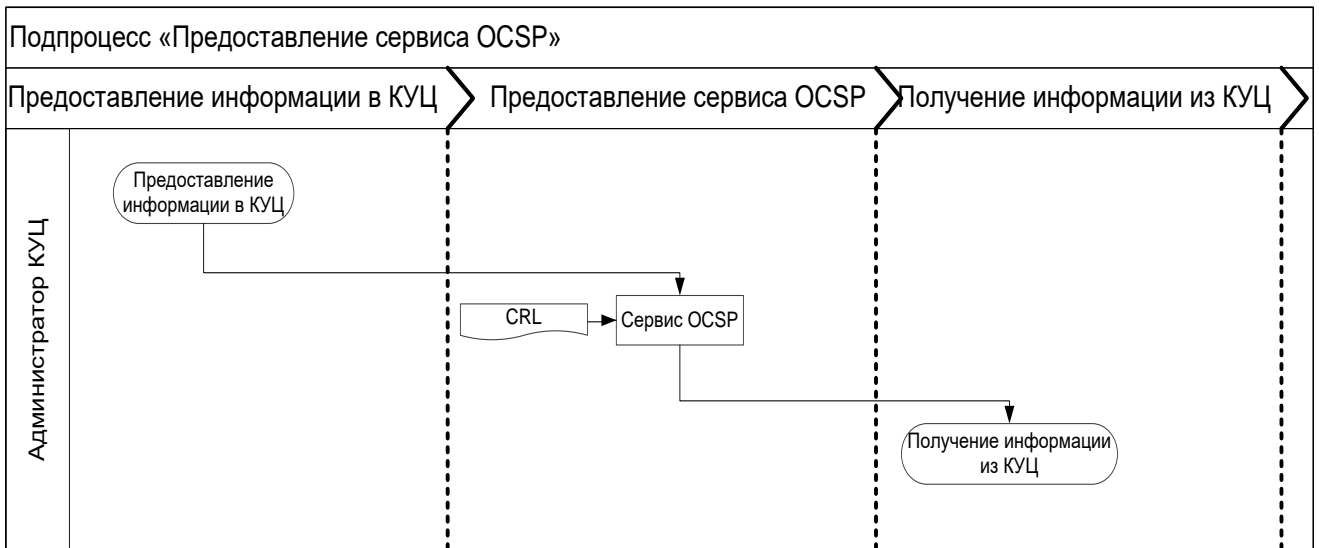 Подпроцесс «Предоставление сервиса OCSP»
Предоставление информации в КУЦ
Предоставление сервиса OCSP
Получение информации из КУЦ
Администратор КУЦ
Предоставление
информации в КУЦ
CRL
Сервис OCSP
Получение информации
из КУЦ